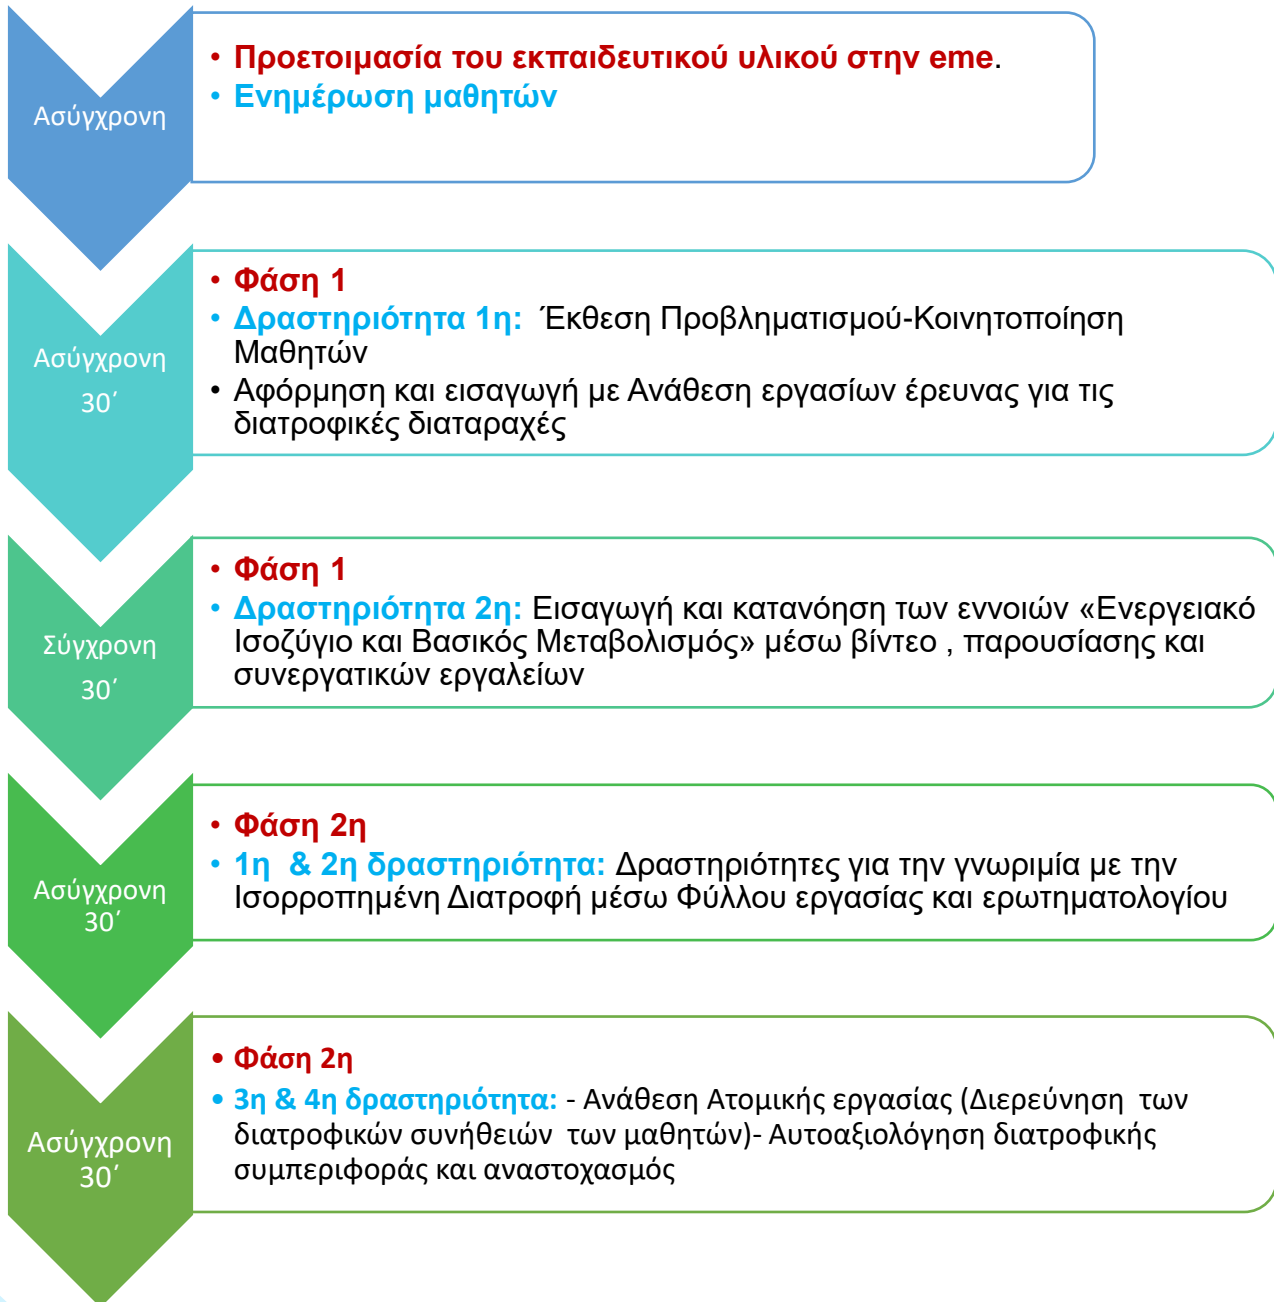 Ασύγχρονη
• Προετοιμασία του εκπαιδευτικού υλικού στην eme.
• Ενημέρωση μαθητών
Ασύγχρονη
30΄
• Φάση 1
• Δραστηριότητα 1η: Έκθεση Προβληματισμού-Κοινητοποίηση
Μαθητών
• Αφόρμηση και εισαγωγή με Ανάθεση εργασίων έρευνας για τις
διατροφικές διαταραχές
Σύγχρονη
30΄
• Φάση 1
• Δραστηριότητα 2η: Εισαγωγή και κατανόηση των εννοιών «Ενεργειακό
Ισοζύγιο και Βασικός Μεταβολισμός» μέσω βίντεο , παρουσίασης και
συνεργατικών εργαλείων
Ασύγχρονη
30΄
• Φάση 2η
• 1η & 2η δραστηριότητα: Δραστηριότητες για την γνωριμία με την
Ισορροπημένη Διατροφή μέσω Φύλλου εργασίας και ερωτηματολογίου
Ασύγχρονη
30΄
• Φάση 2η
• 3η & 4η δραστηριότητα: - Ανάθεση Ατομικής εργασίας (Διερεύνηση των
διατροφικών συνήθειών των μαθητών)- Αυτοαξιολόγηση διατροφικής
συμπεριφοράς και αναστοχασμός